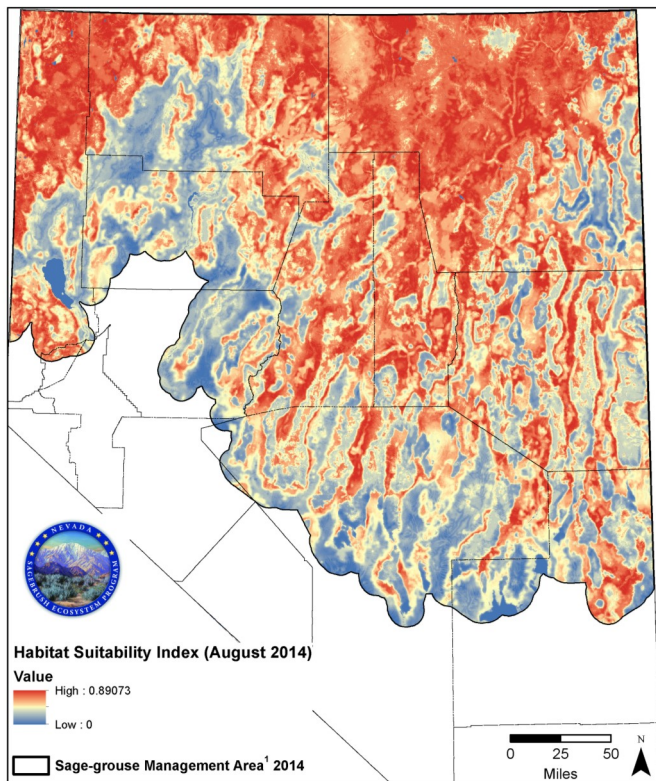 NEVADA
SAGEBRUSH ECOSYSTEM PROGRAM
Habitat Suitability Index (August 2014)
Value
High : 0.89073
Low : 0
Sage-grouse Management Area¹ 2014
0 25 50
Miles
N